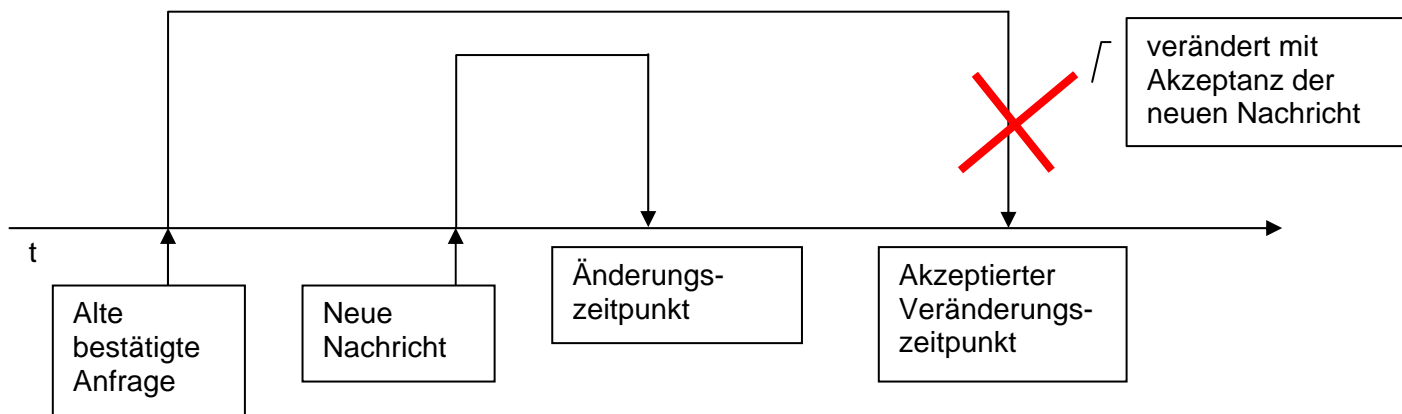 verändert mit
Akzeptanz der
neuen Nachricht
t
Alte
bestätigte
Anfrage
Neue
Nachricht
Änderungs-
zeitpunkt
Akzeptierter
Veränderungs-
zeitpunkt